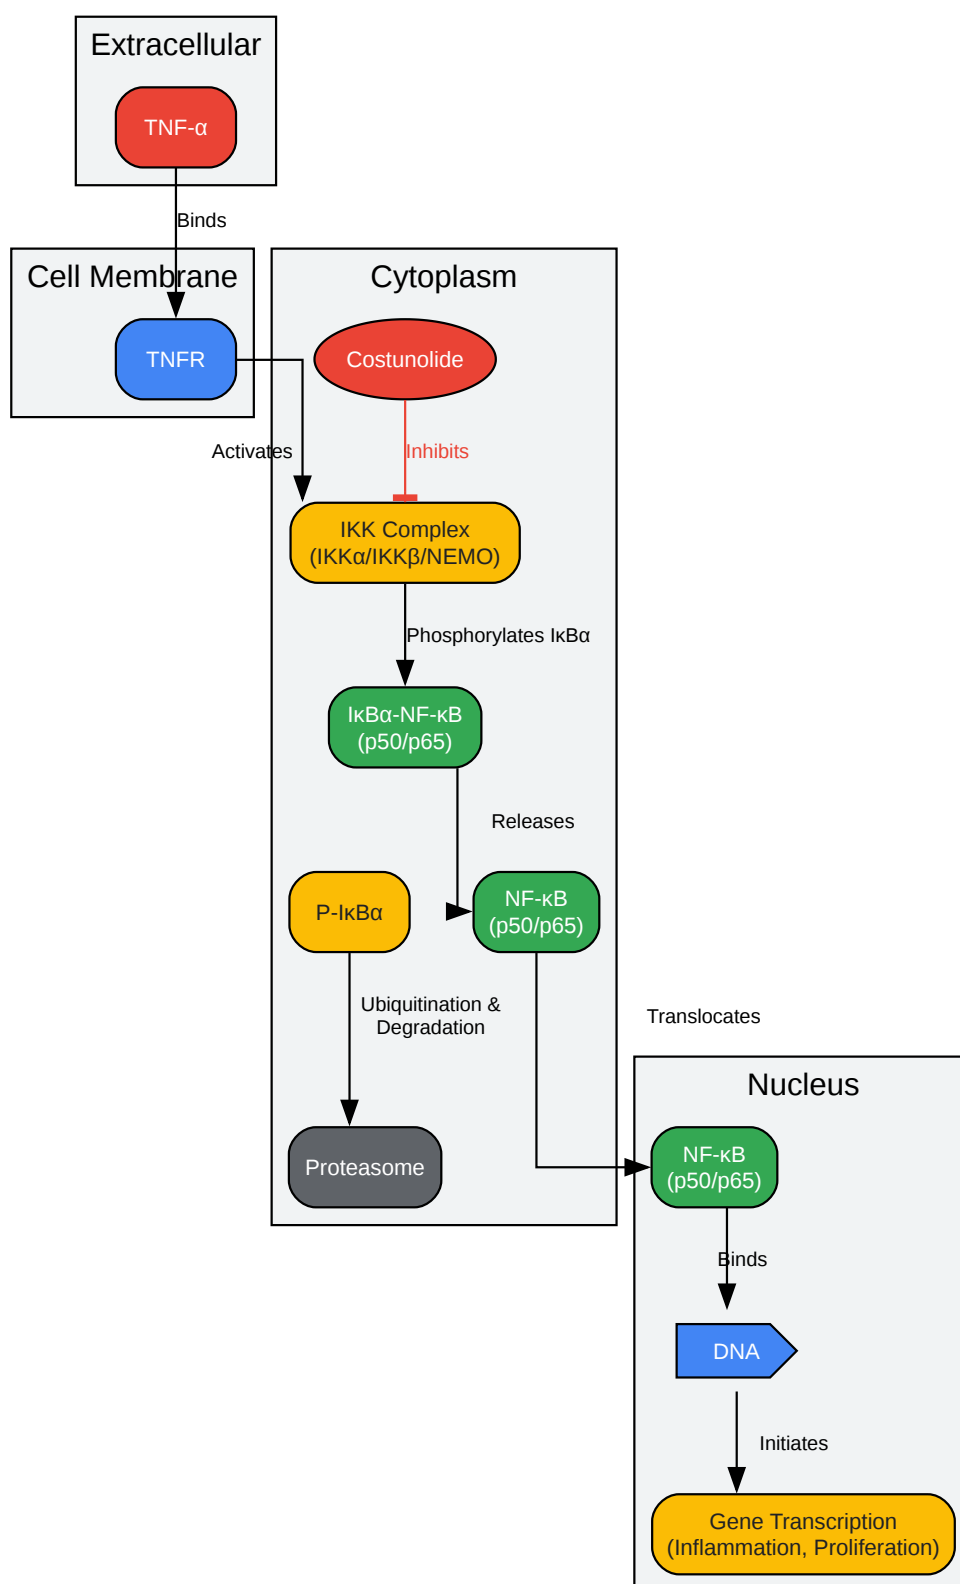 Extracellular
TNF-α
Binds
Cell Membrane
Cytoplasm
TNFR
Costunolide
Activates
Inhibits
IKK Complex
(IKKα/IKKβ/NEMO)
Phosphorylates IκBα
IκBα-NF-κB
(p50/p65)
Releases
P-IκBα
NF-κB
(p50/p65)
Ubiquitination &
Degradation
Translocates
Nucleus
Proteasome
NF-κB
(p50/p65)
Binds
DNA
Initiates
Gene Transcription
(Inflammation, Proliferation)